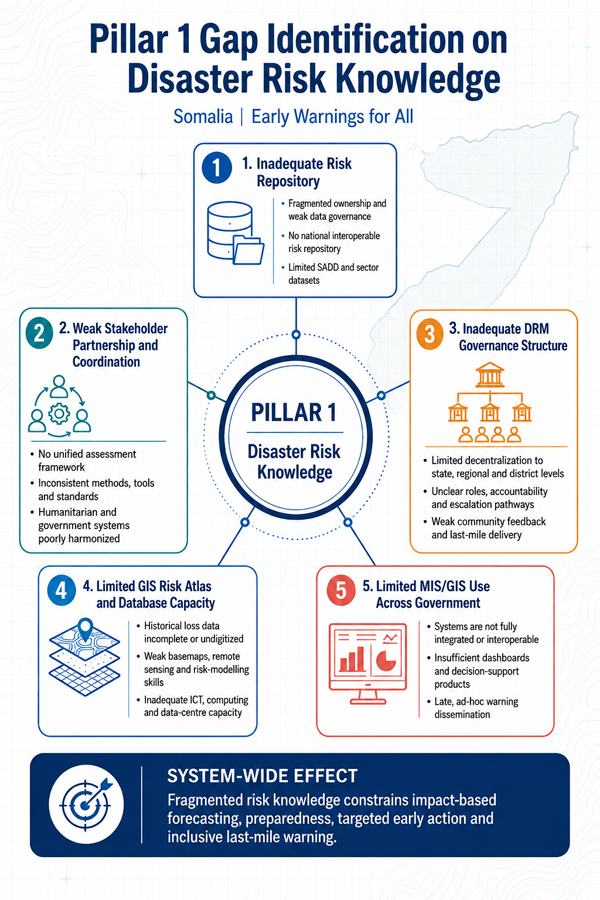 Pillar 1 Gap Identification on
Disaster Risk Knowledge
Somalia | Early Warnings for All
1
1. Inadequate Risk
Repository
• Fragmented ownership and
weak data governance
• No national interoperable
risk repository
• Limited SADD and sector
datasets
2
2. Weak Stakeholder
Partnership and
Coordination
• No unified assessment
framework
• Inconsistent methods, tools
and standards
• Humanitarian and
government systems
poorly harmonized
3
3. Inadequate DRM
Governance Structure
• Limited decentralization to
state, regional and district levels
• Unclear roles, accountability
and escalation pathways
• Weak community feedback
and last-mile delivery
PILLAR 1
Disaster Risk
Knowledge
4
4. Limited GIS Risk Atlas
and Database Capacity
• Historical loss data
incomplete or undigitized
• Weak basemaps, remote
sensing and risk-modelling
skills
• Inadequate ICT, computing
and data-centre capacity
5
5. Limited MIS/GIS Use
Across Government
• Systems are not fully
integrated or interoperable
• Insufficient dashboards
and decision-support
products
• Late, ad-hoc warning
dissemination
SYSTEM-WIDE EFFECT
Fragmented risk knowledge constrains impact-based
forecasting, preparedness, targeted early action and
inclusive last-mile warning.